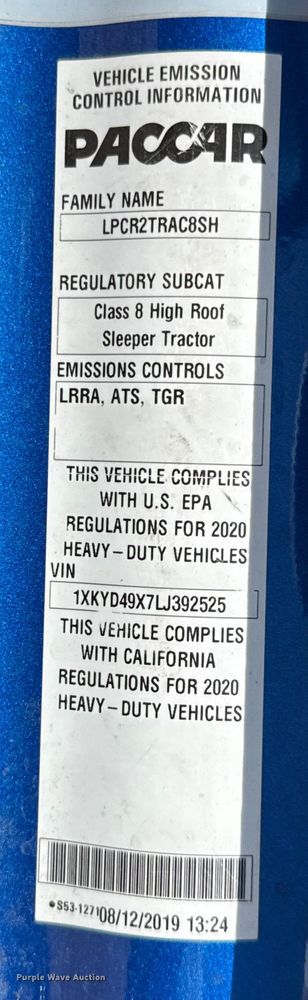 VEHICLE EMISSION
CONTROL INFORMATION
PACCAR
FAMILY NAME
LPCR2TRAC8SH
REGULATORY SUBCAT
Class 8 High Roof
Sleeper Tractor
EMISSIONS CONTROLS
LRRA, ATS, TGR
THIS VEHICLE COMPLIES
WITH U.S. EPA
REGULATIONS FOR 2020
HEAVY-DUTY VEHICLES
VIN
1XKYD49X7LJ392525
THIS VEHICLE COMPLIES
WITH CALIFORNIA
REGULATIONS FOR 2020
HEAVY-DUTY VEHICLES
S53-1271 08/12/2019 13:24
Purple Wave Auction